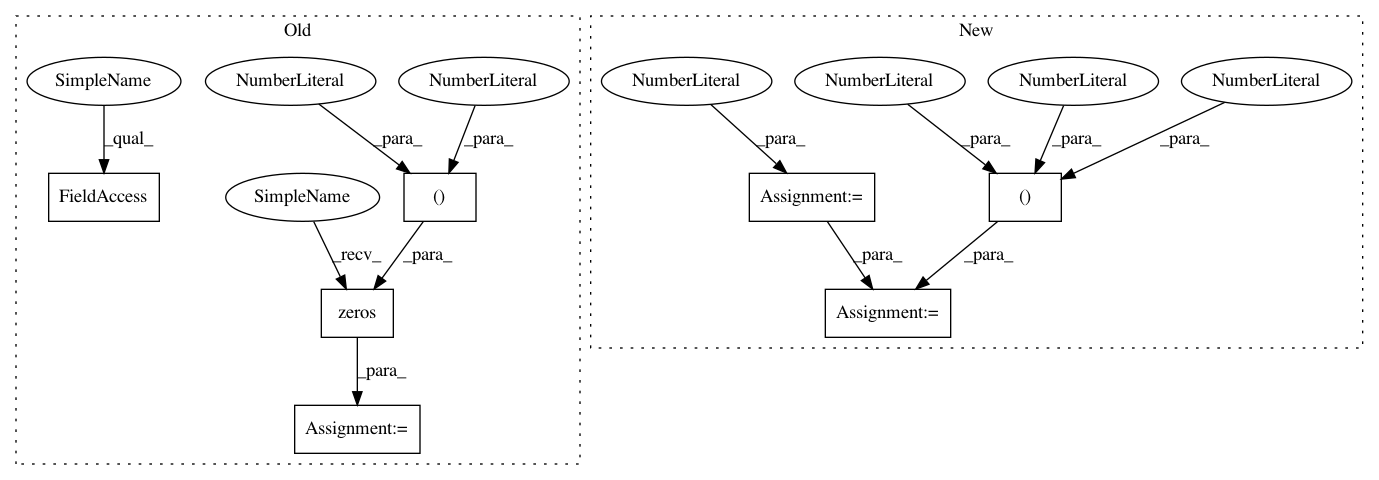 Old
New
SimpleName
NumberLiteral
NumberLiteral
NumberLiteral
NumberLiteral
NumberLiteral
NumberLiteral
_qual_
_para_
_para_
_para_
_para_
_para_
_para_
FieldAccess
SimpleName
()
Assignment:=
()
_recv_
_para_
_para_
_para_
zeros
Assignment:=
_para_
Assignment:=